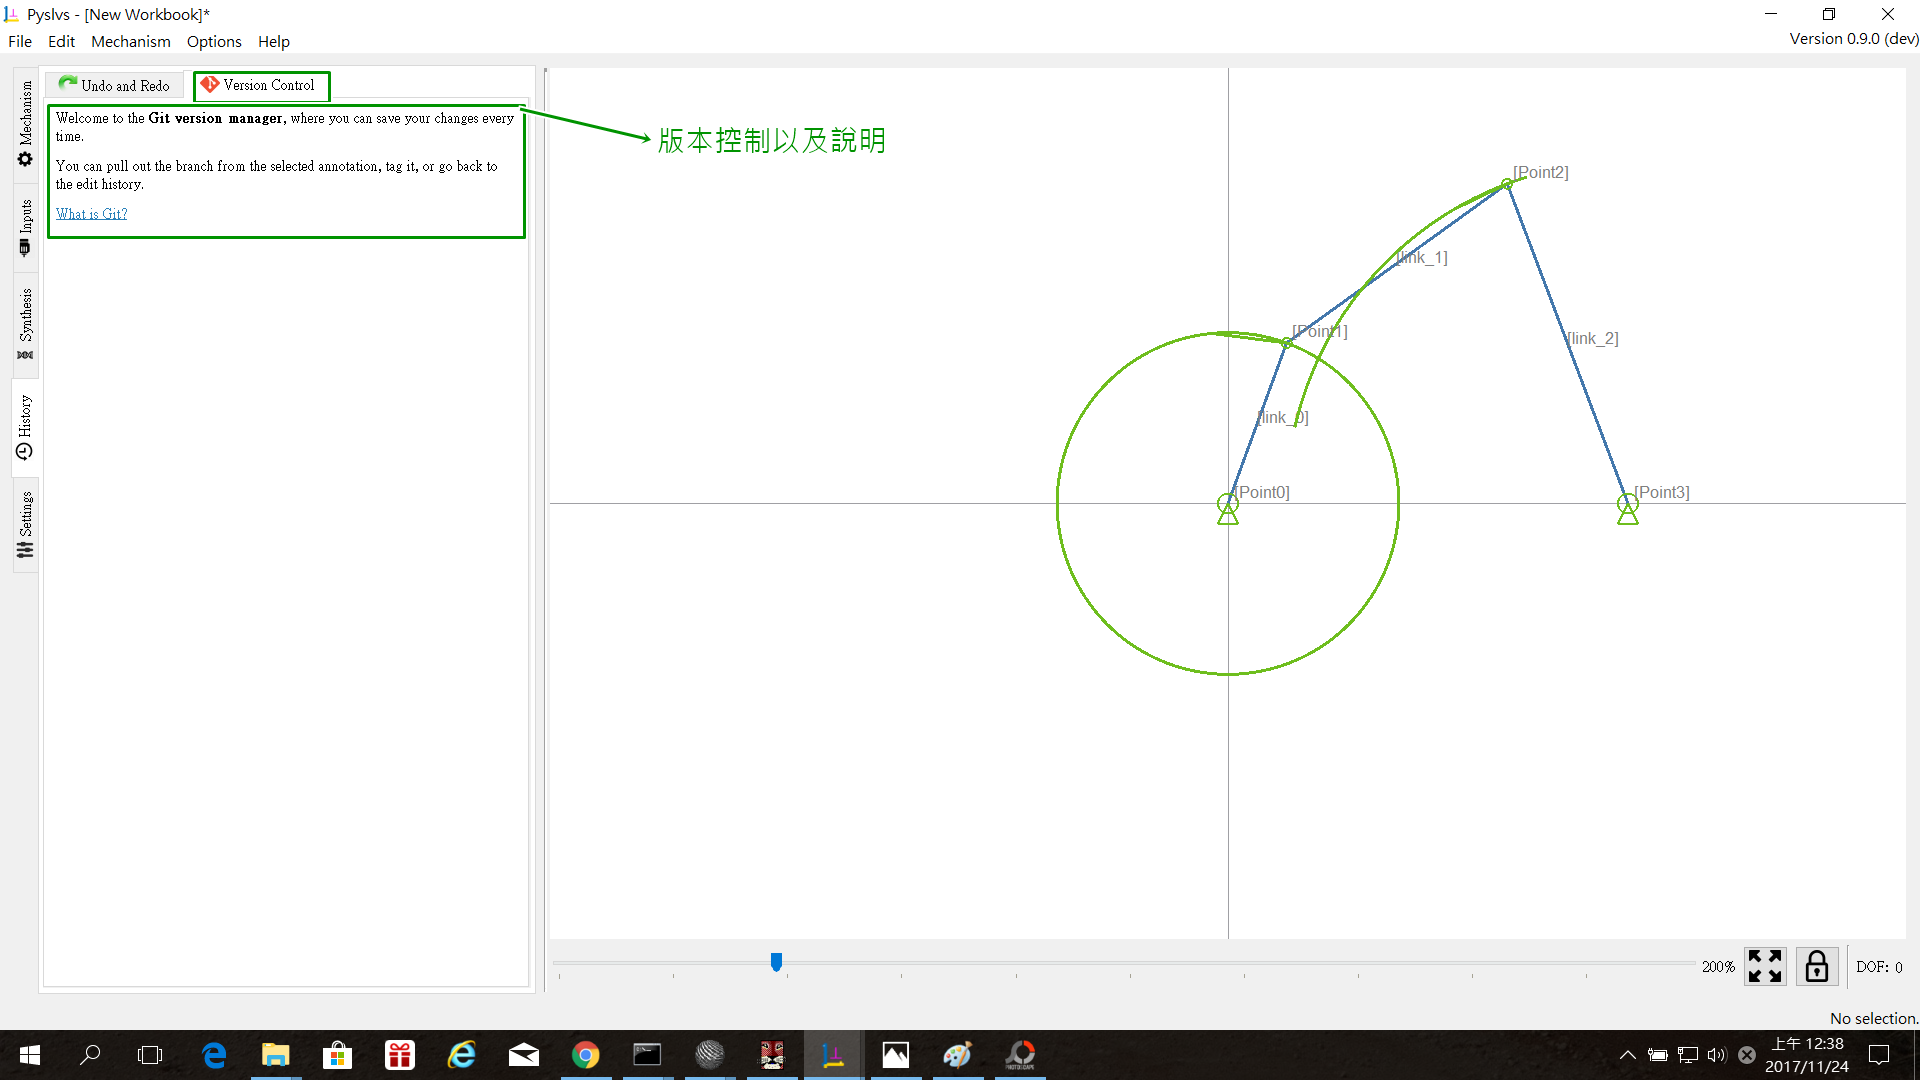 Pyslvs - [New Workbook]*
File Edit Mechanism Options Help
Version 0.9.0 (dev)
Mechanism
Inputs
Synthesis
History
Settings
Undo and Redo
Version Control
Welcome to the Git version manager, where you can save your changes every
time.
You can pull out the branch from the selected annotation, tag it, or go back to
the edit history.
What is Git?
版本控制以及說明
[Point2]
[link_1]
[Point1]
[link_2]
[link_0]
[Point0]
[Point3]
200%
DOF: 0
No selection.
上午 12:38
2017/11/24